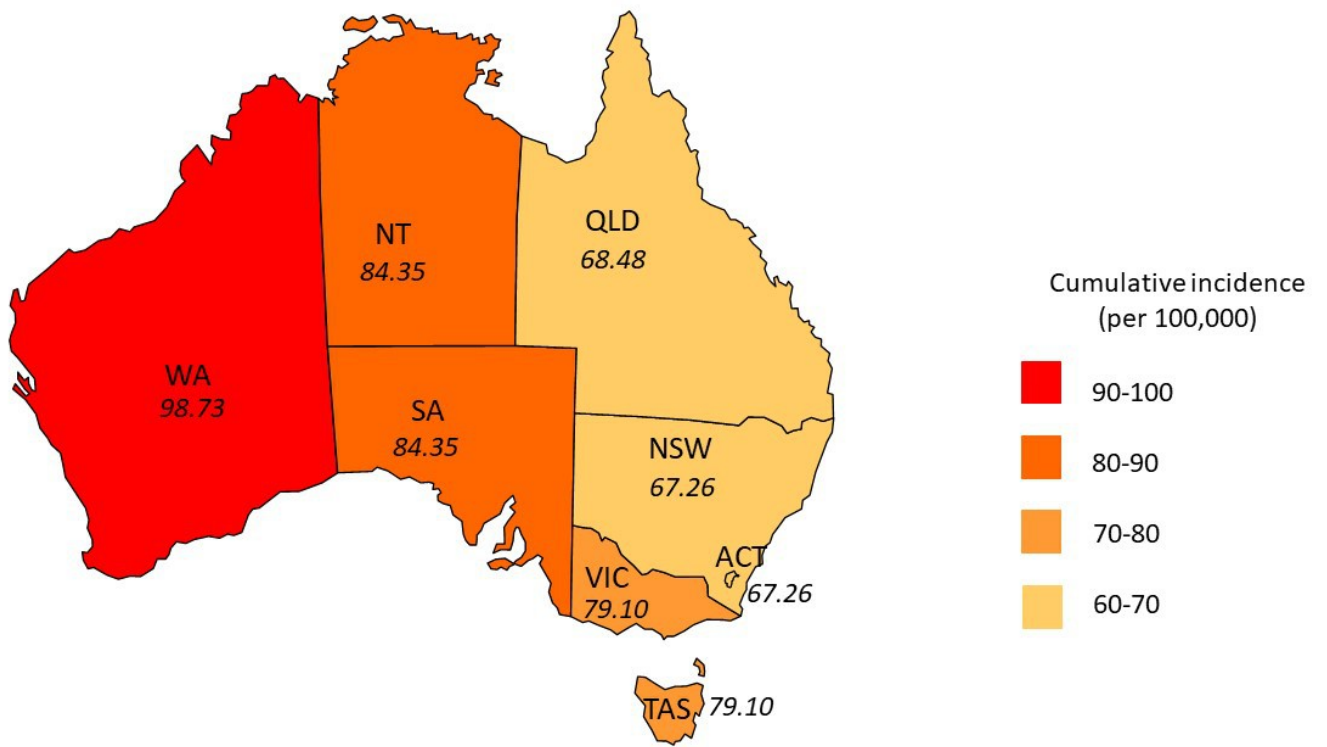 NT
84.35
QLD
68.48
WA
98.73
SA
84.35
NSW
67.26
ACT
67.26
VIC
79.10
TAS
79.10
Cumulative incidence
(per 100,000)
90-100
80-90
70-80
60-70